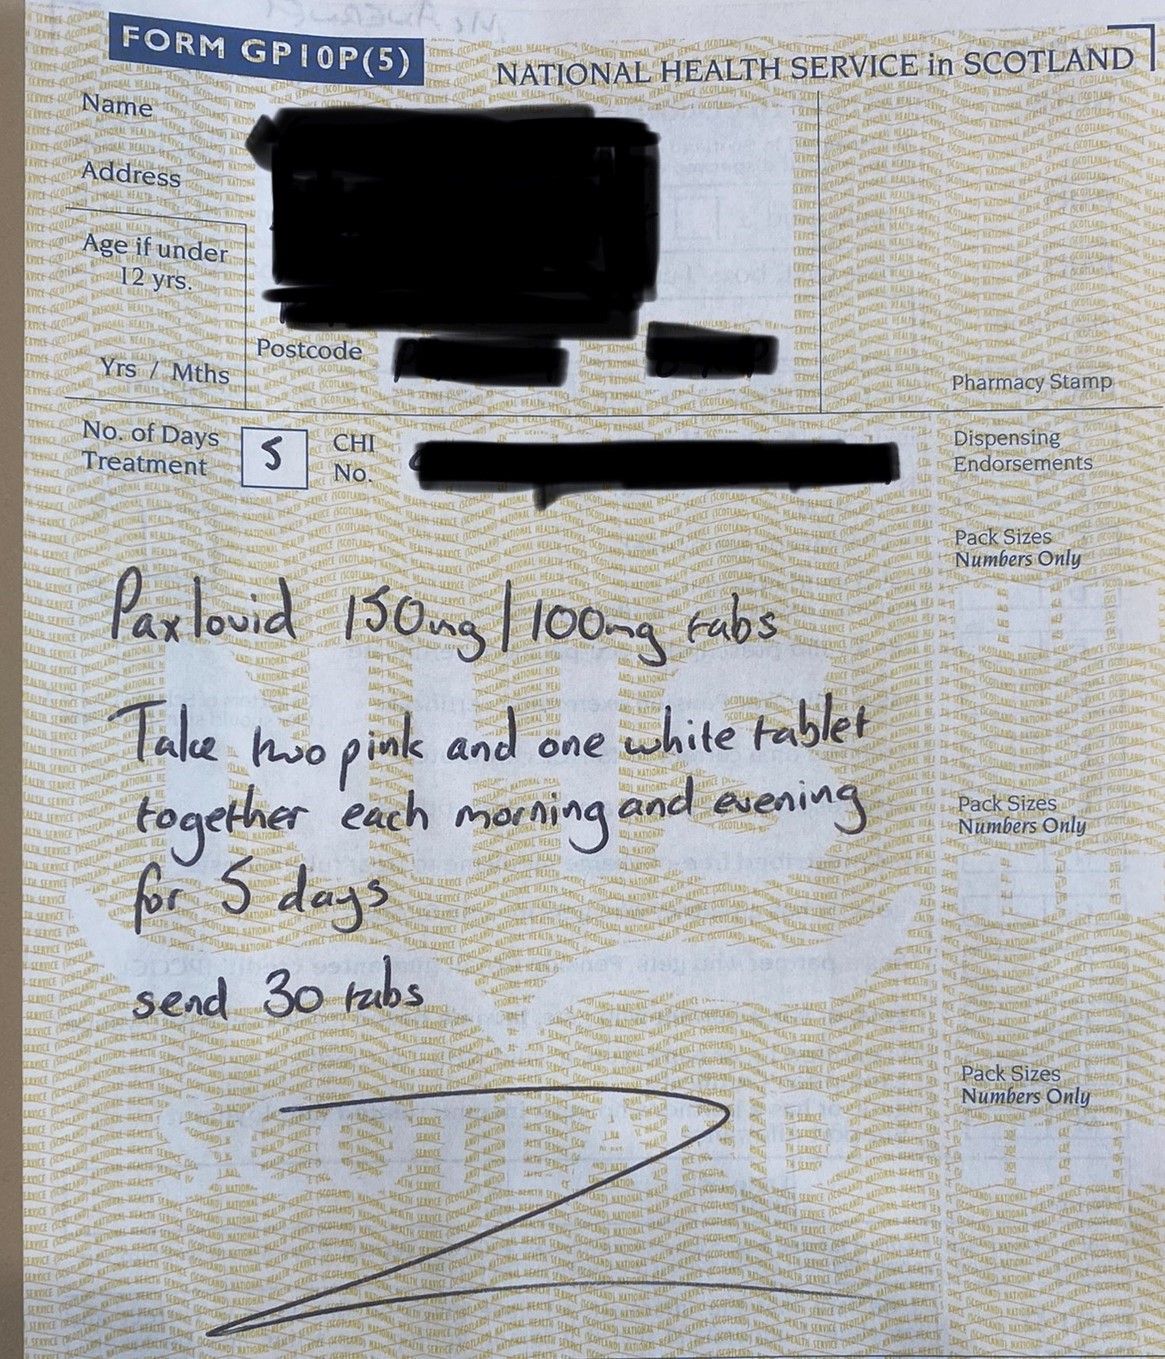 FORM GP10P(5)
NATIONAL HEALTH SERVICE in SCOTLAND
Name
Address
Age if under
12 yrs.
Yrs / Mths
Postcode
Pharmacy Stamp
No. of Days
Treatment
5
CHI
No.
Dispensing
Endorsements
Pack Sizes
Numbers Only
Paxlovid 150mg/100mg tabs
Take two pink and one white tablet
together each morning and evening
for 5 days
send 30 tabs
Pack Sizes
Numbers Only
Pack Sizes
Numbers Only
NHS
SCOTLAND